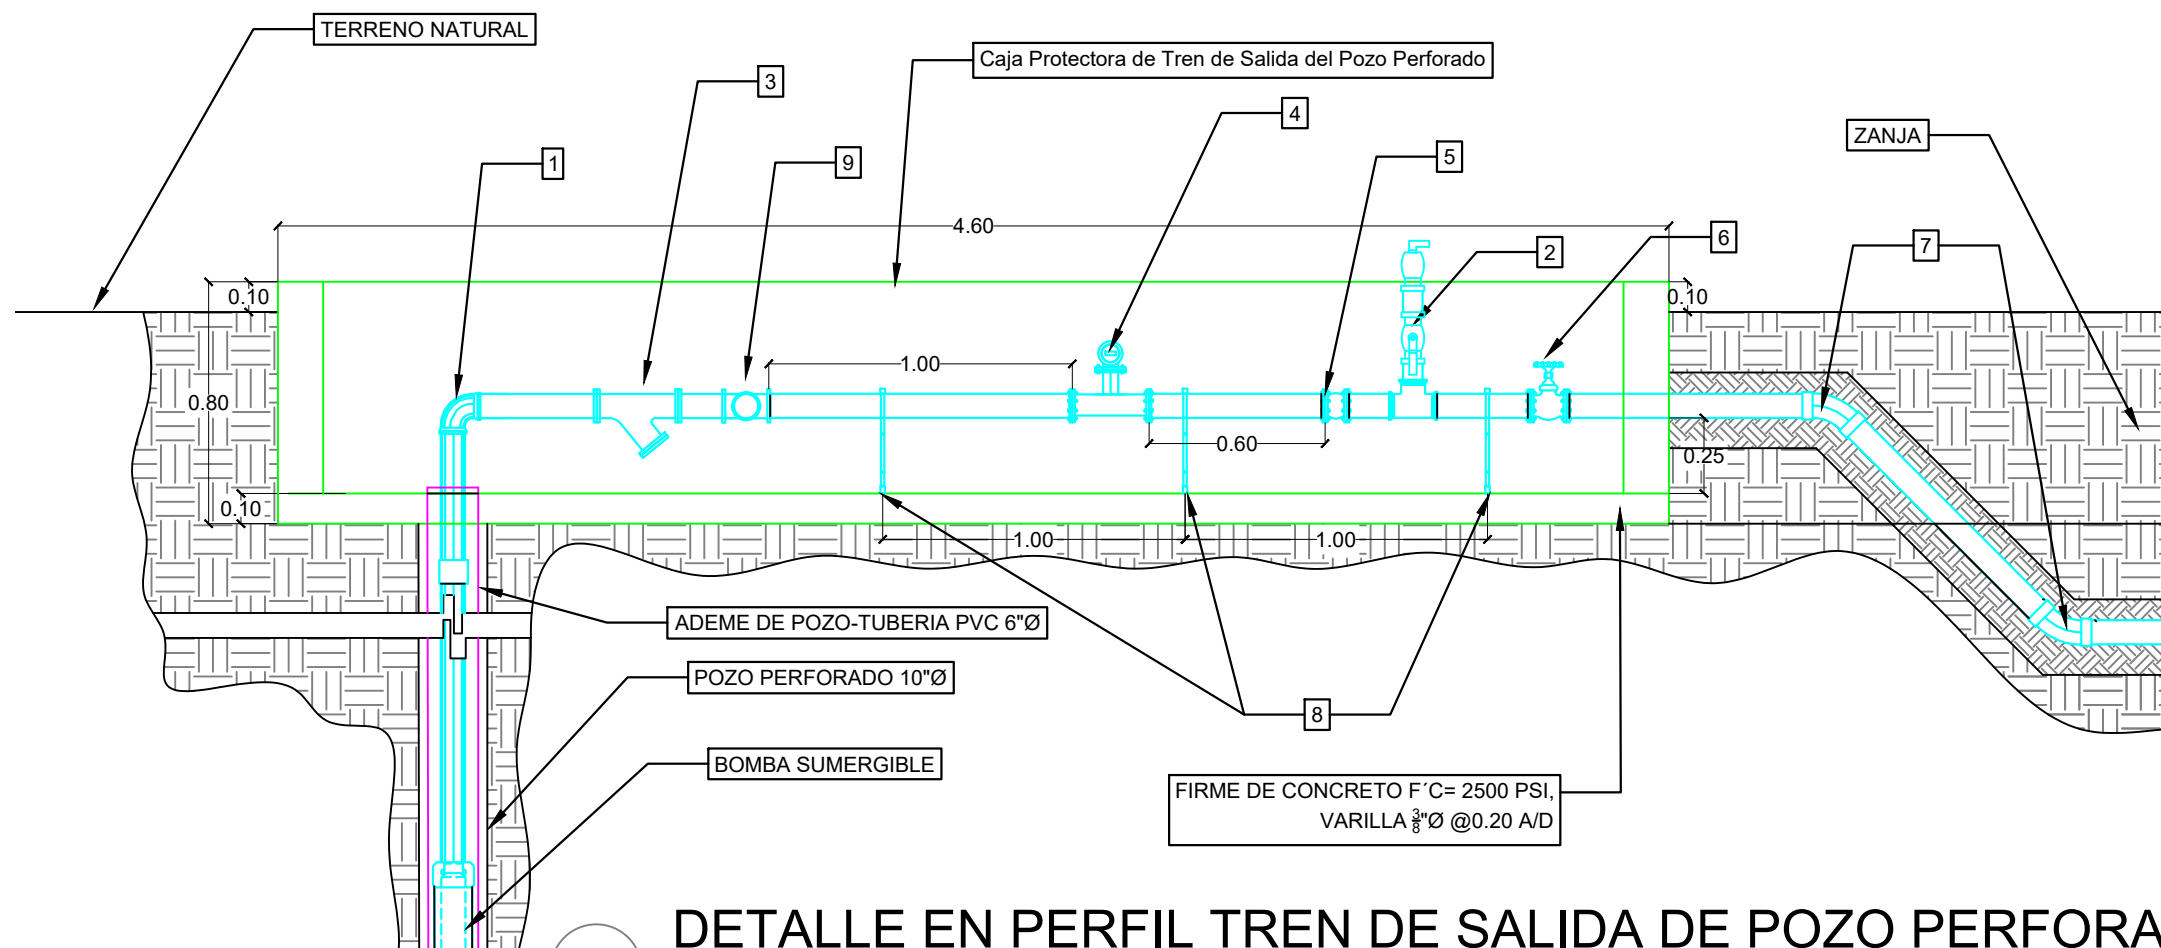 TERRENO NATURAL
Caja Protectora de Tren de Salida del Pozo Perforado
3
4
ZANJA
1
9
5
4.60
2
6
7
0.10
0.10
1.00
0.80
0.60
0.25
0.10
1.00
1.00
ADEME DE POZO-TUBERIA PVC 6"Ø
POZO PERFORADO 10"Ø
8
BOMBA SUMERGIBLE
FIRME DE CONCRETO F´C= 2500 PSI,
VARILLA 3/8"Ø @0.20 A/D
DETALLE EN PERFIL TREN DE SALIDA DE POZO PERFORA